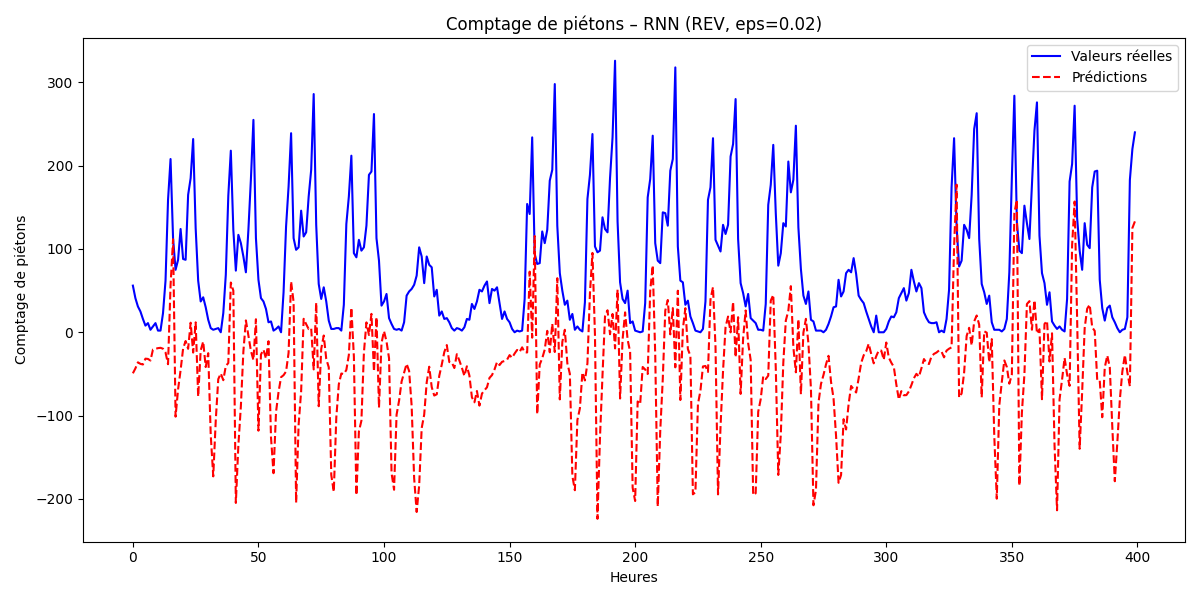 Comptage de piétons – RNN (REV, eps=0.02)
Valeurs réelles
Prédictions
Comptage de piétons
300
200
100
0
−100
−200
0 50 100 150 200 250 300 350 400
Heures